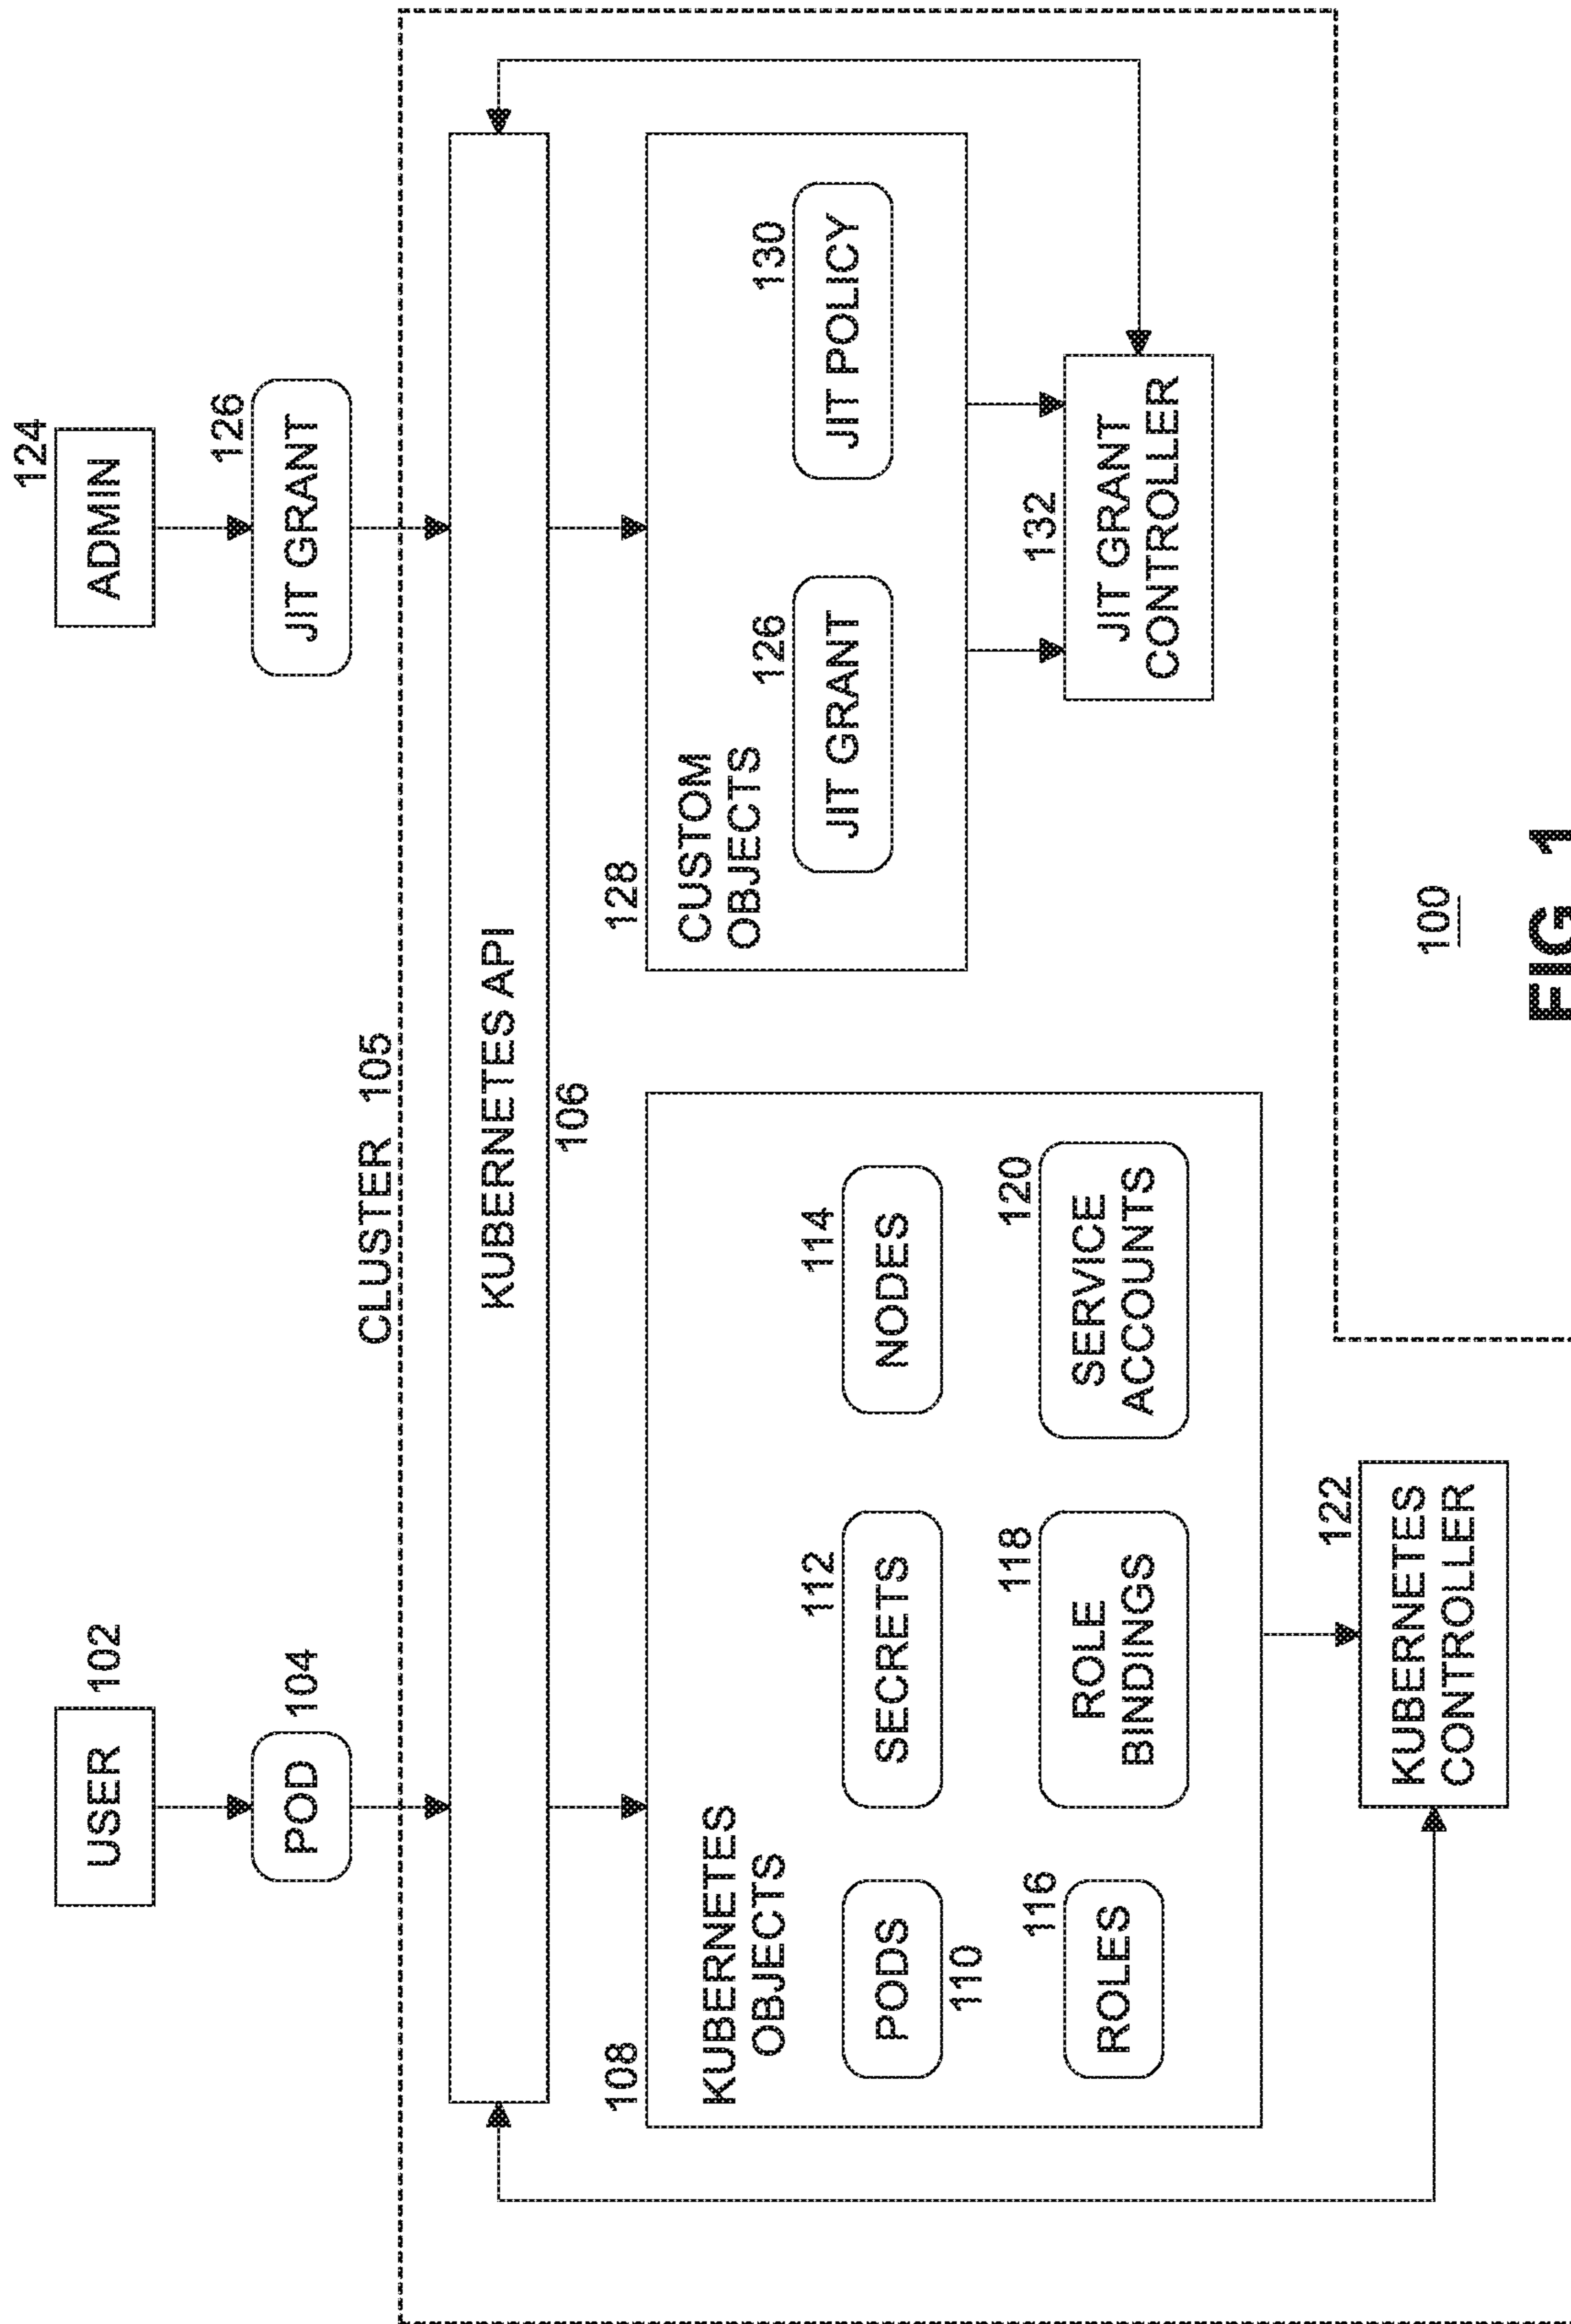 USER
102
POD
104
ADMIN
124
JIT GRANT
126
CLUSTER 105
KUBERNETES API
106
108
KUBERNETES
OBJECTS
PODS
110
SECRETS
112
NODES
114
ROLES
116
ROLE
BINDINGS
118
SERVICE
ACCOUNTS
120
KUBERNETES
CONTROLLER
122
128
CUSTOM
OBJECTS
JIT GRANT
126
JIT POLICY
130
JIT GRANT
CONTROLLER
132
100
FIG 1